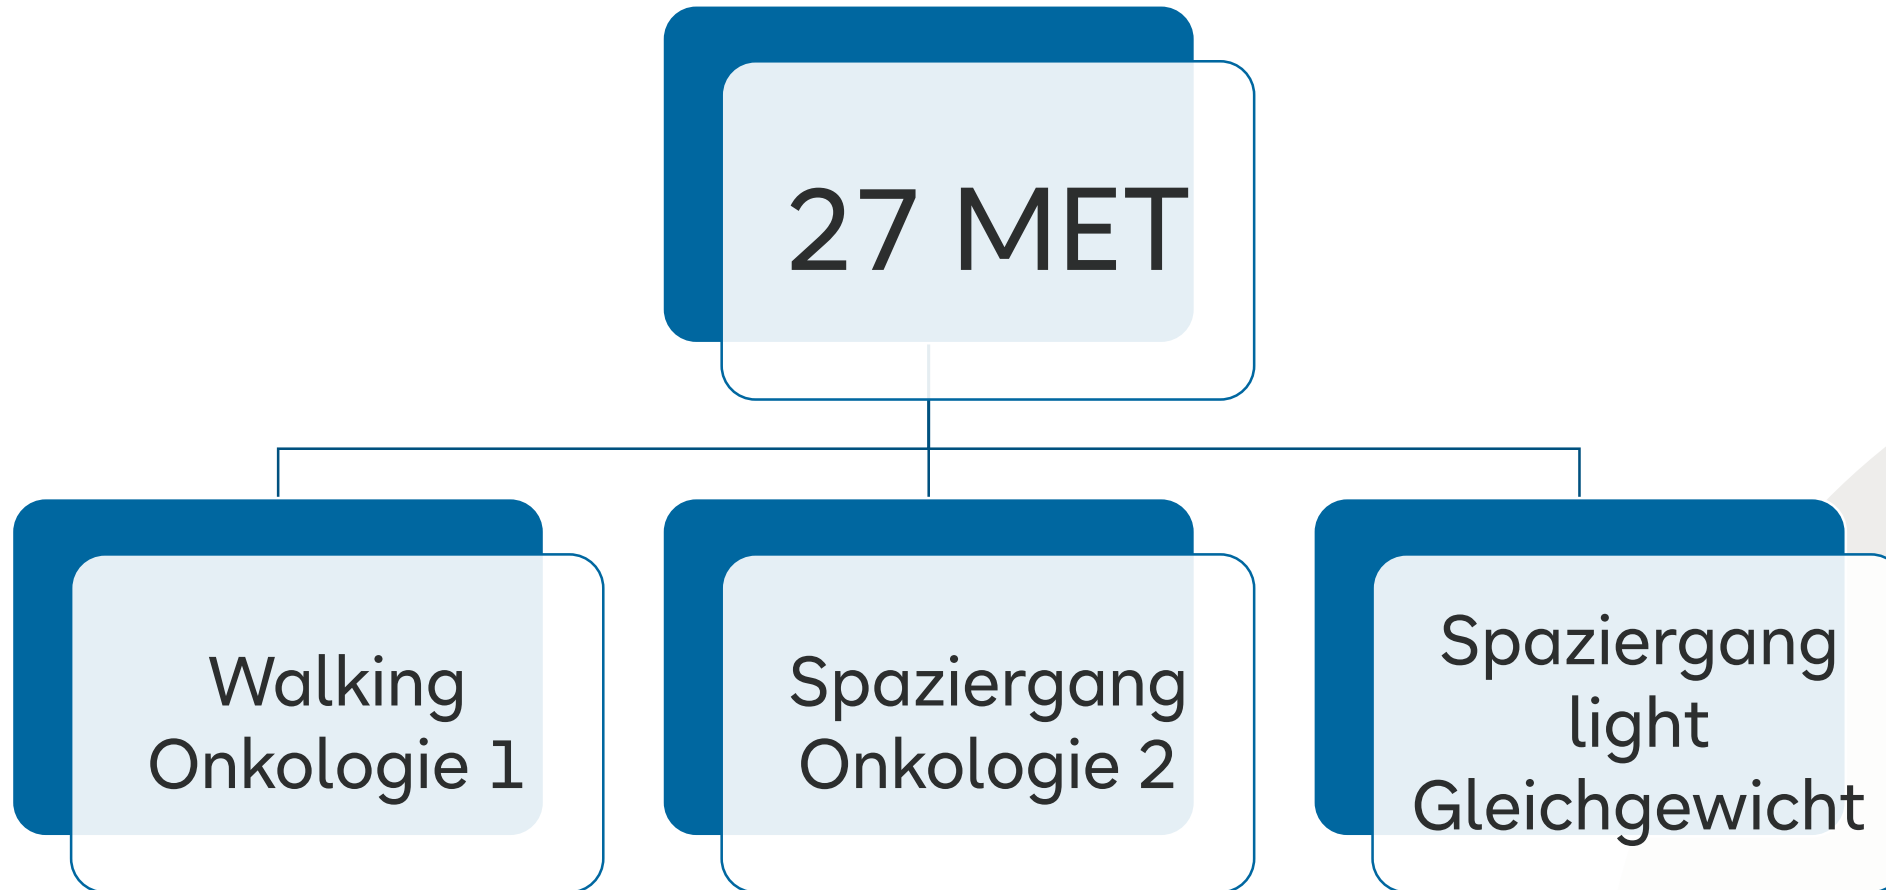 27 MET
Walking
Onkologie 1
Spaziergang
Onkologie 2
Spaziergang
light
Gleichgewicht